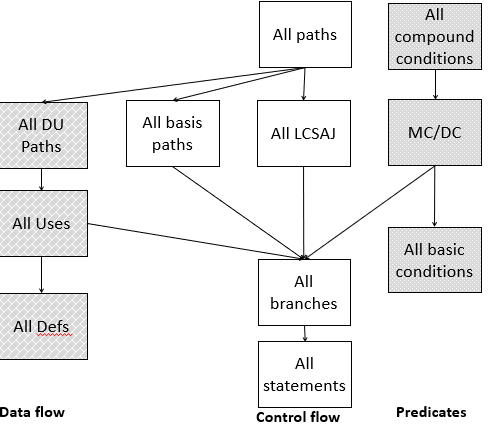 All paths
All
compound
conditions
All DU
Paths
All basis
paths
All LCSAJ
MC/DC
All Uses
All basic
conditions
All
branches
All Defs
All
statements
Data flow
Control flow
Predicates